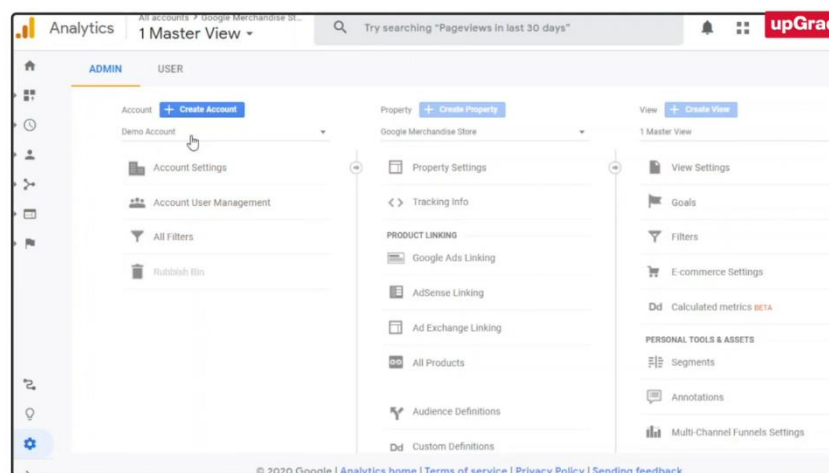 All accounts > Google Merchandise St...
Analytics
1 Master View
Try searching "Pageviews in last 30 days"
upGrad
ADMIN
USER
Account
+ Create Account
Demo Account
Account Settings
Account User Management
All Filters
Rubbish Bin
Property
+ Create Property
Google Merchandise Store
Property Settings
Tracking Info
PRODUCT LINKING
Google Ads Linking
AdSense Linking
Ad Exchange Linking
All Products
Audience Definitions
Dd Custom Definitions
View
+ Create View
1 Master View
View Settings
Goals
Filters
E-commerce Settings
Dd Calculated metrics BETA
PERSONAL TOOLS & ASSETS
Segments
Annotations
Multi-Channel Funnels Settings
© 2020 Google | Analytics home | Terms of service | Privacy Policy | Sending feedback